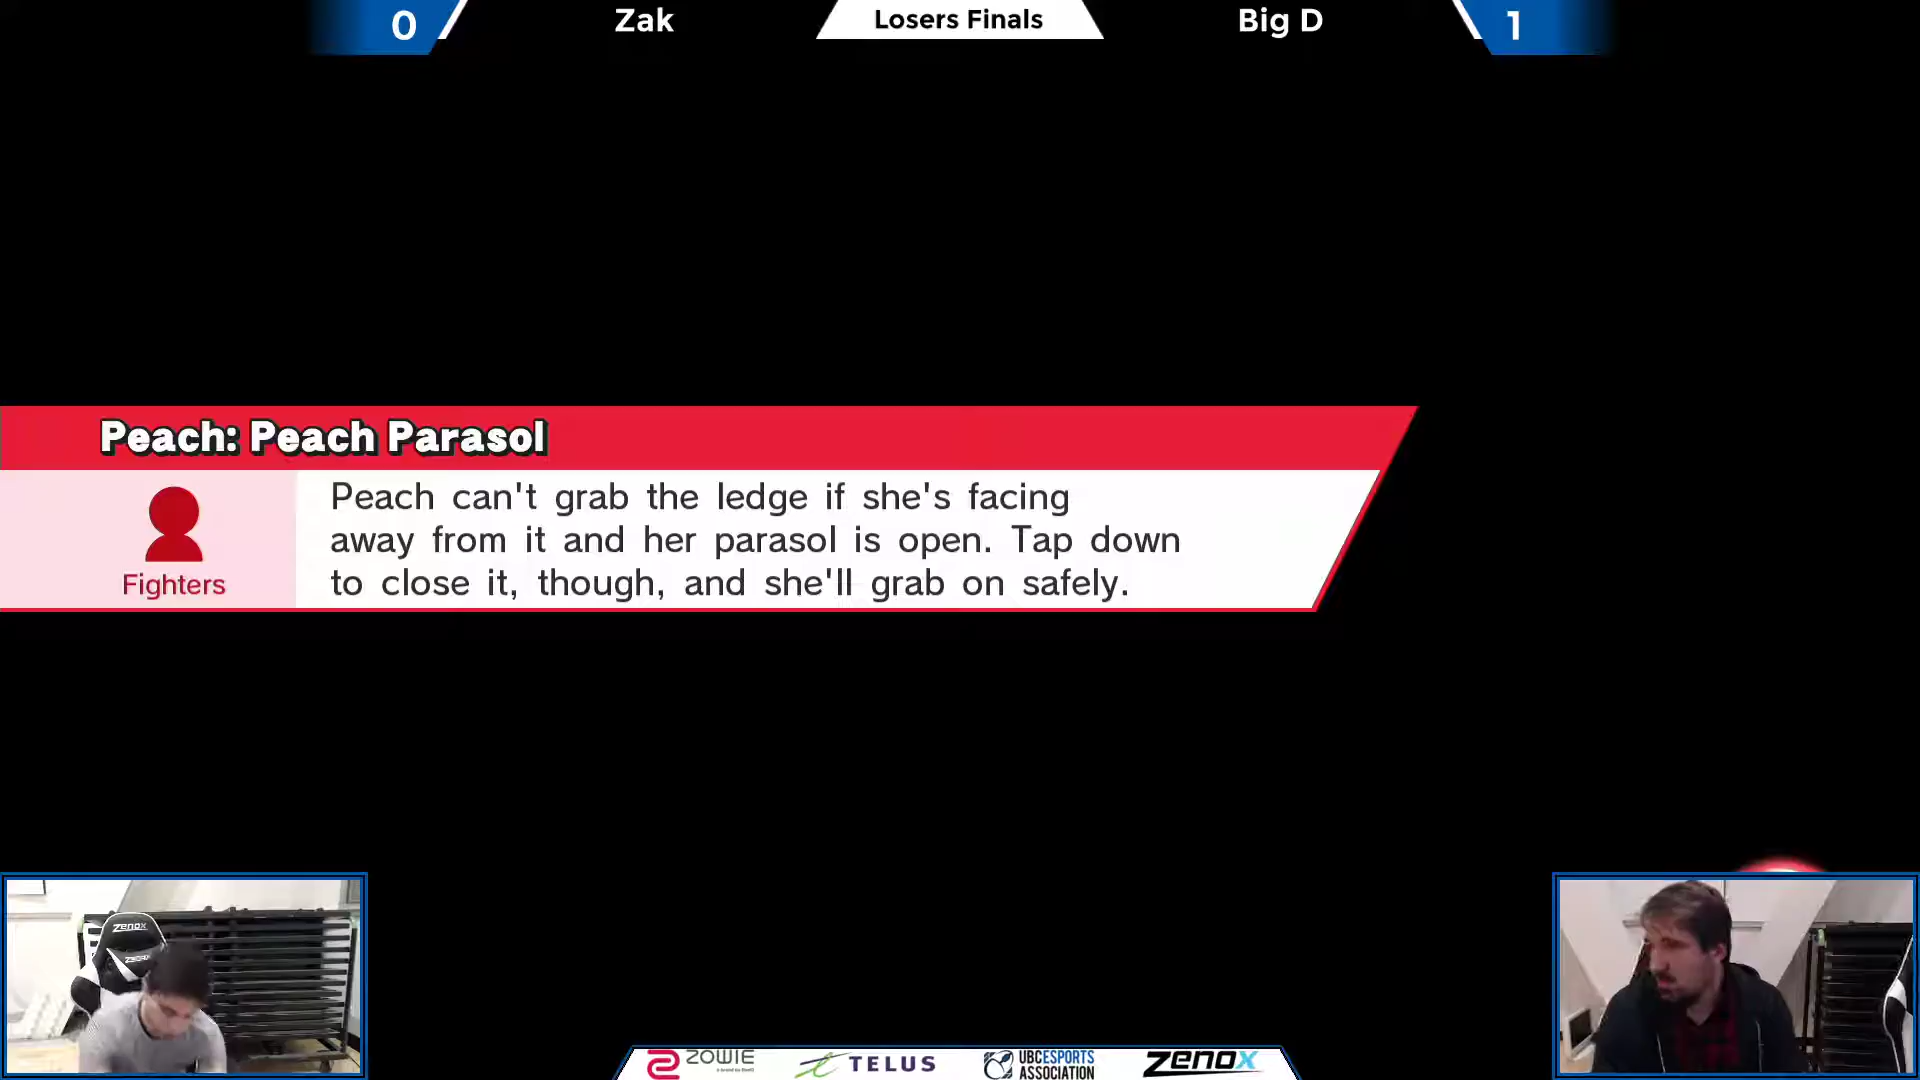 0
Zak
Losers Finals
Big D
1
Peach: Peach Parasol
Peach can't grab the ledge if she's facing
away from it and her parasol is open. Tap down
to close it, though, and she'll grab on safely.
Fighters
ZENOX
ZOWIE
TELUS
UBCESPORTS
ASSOCIATION
ZENOX